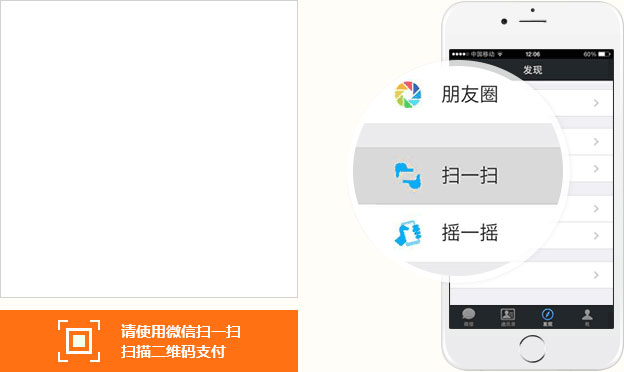 中国移动
12:06
60%
发现
朋友圈
扫一扫
摇一摇
微信
通讯录
发现
我
请使用微信扫一扫
扫描二维码支付